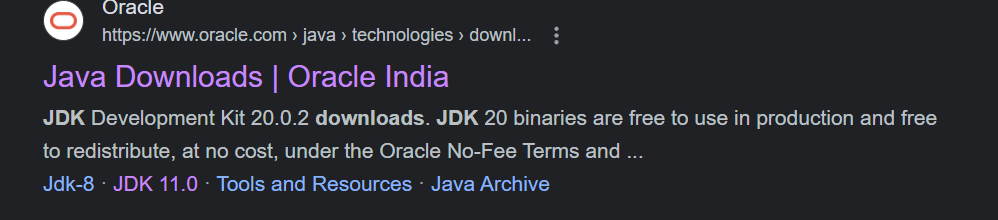 Oracle
https://www.oracle.com › java › technologies › downl...
Java Downloads | Oracle India
JDK Development Kit 20.0.2 downloads. JDK 20 binaries are free to use in production and free
to redistribute, at no cost, under the Oracle No-Fee Terms and ...
Jdk-8 · JDK 11.0 · Tools and Resources · Java Archive